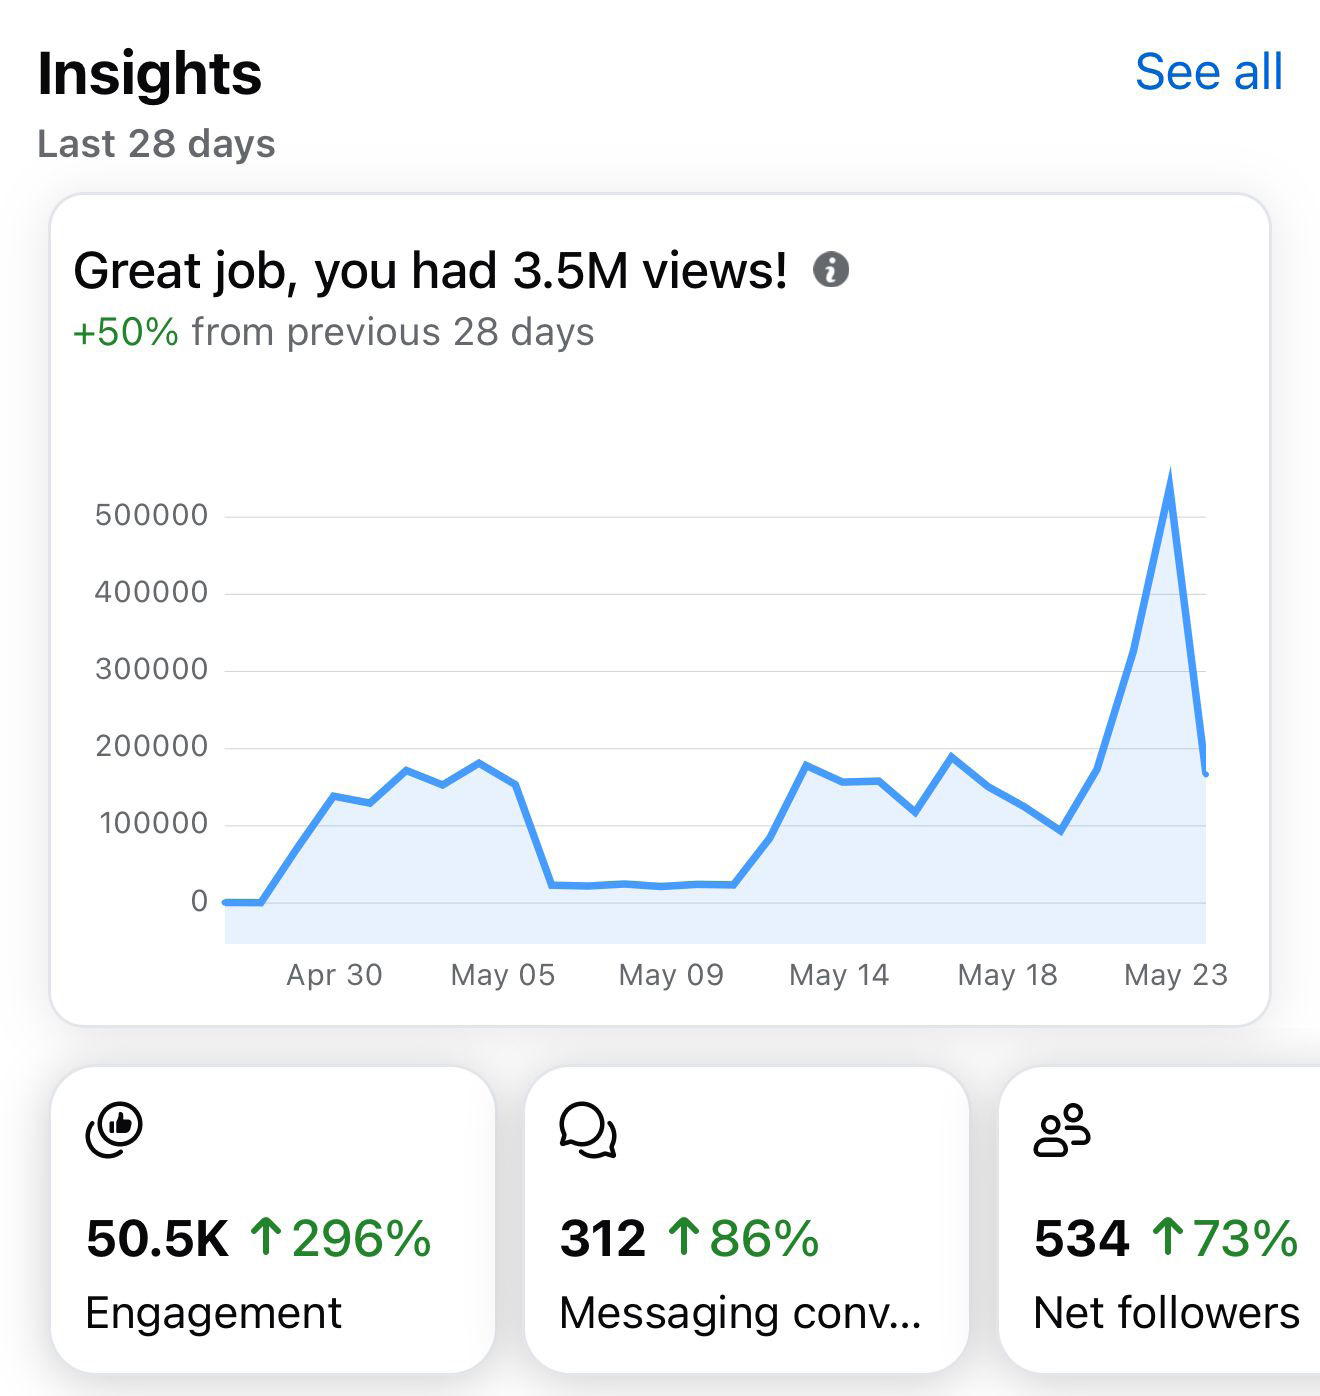 Insights
See all
Last 28 days
Great job, you had 3.5M views!
+50% from previous 28 days
500000
400000
300000
200000
100000
0
Apr 30 May 05 May 09 May 14 May 18 May 23
50.5K ↑296%
Engagement
312 ↑86%
Messaging conv...
534 ↑73%
Net followers